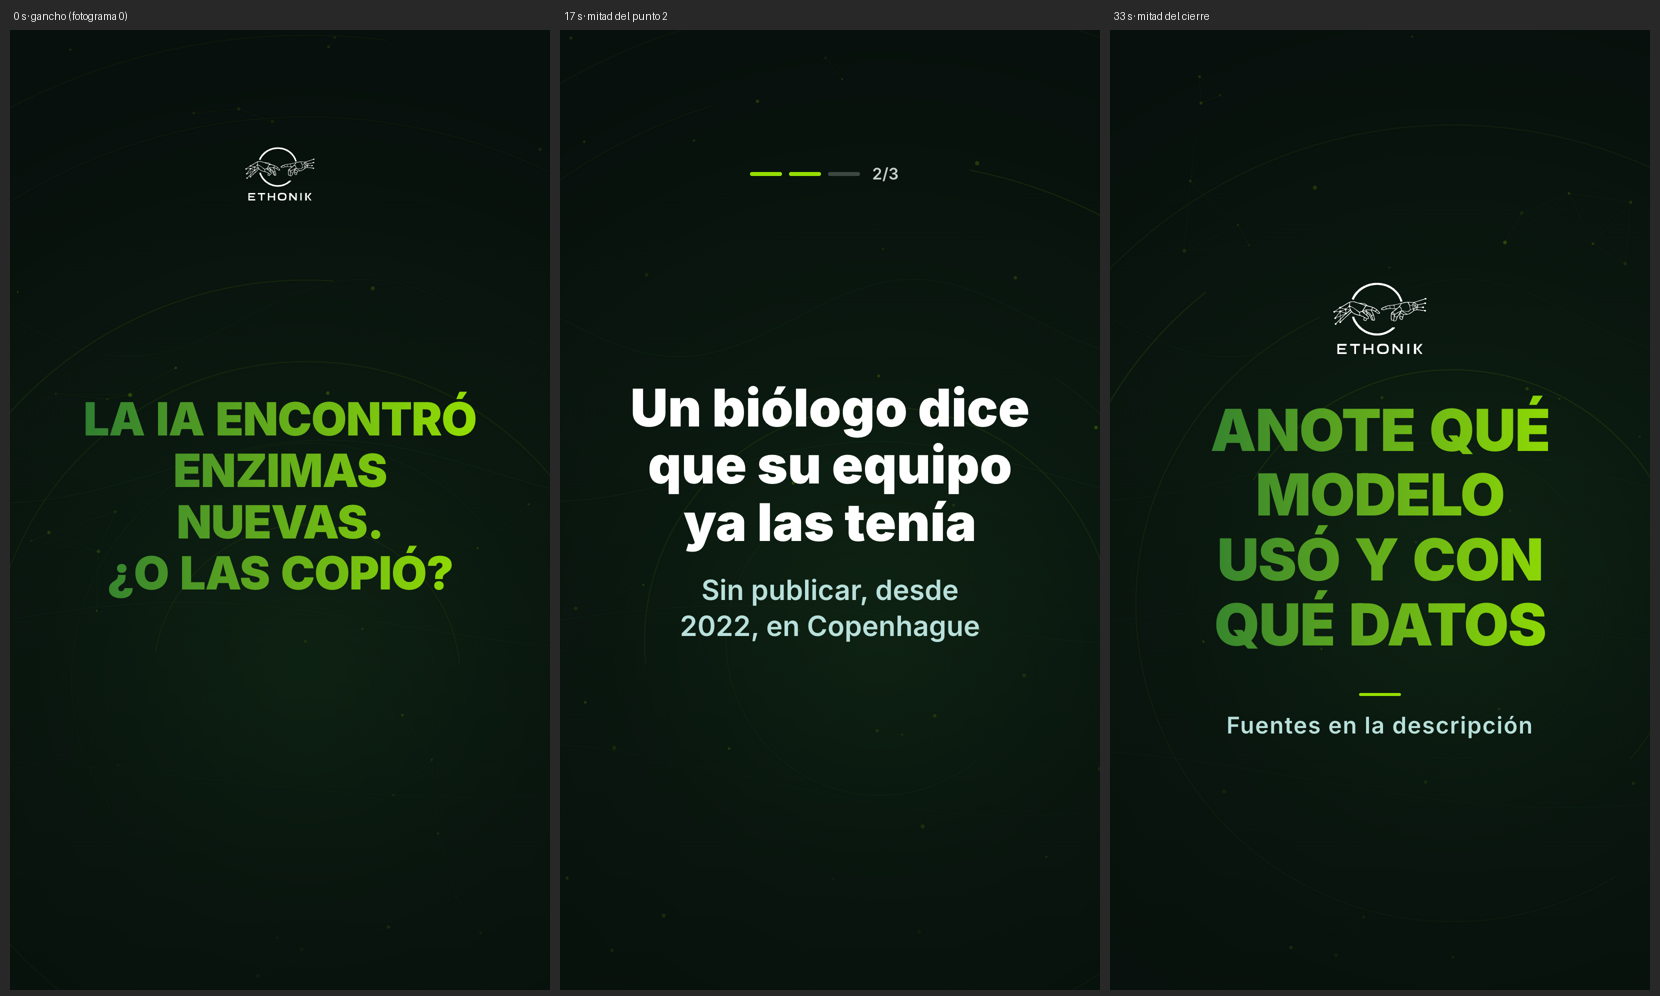 0 s · gancho (fotograma 0)
ETHONIK
LA IA ENCONTRÓ
ENZIMAS
NUEVAS.
¿O LAS COPIÓ?
17 s · mitad del punto 2
2/3
Un biólogo dice
que su equipo
ya las tenía
Sin publicar, desde
2022, en Copenhague
33 s · mitad del cierre
ETHONIK
ANOTE QUÉ
MODELO
USÓ Y CON
QUÉ DATOS
Fuentes en la descripción